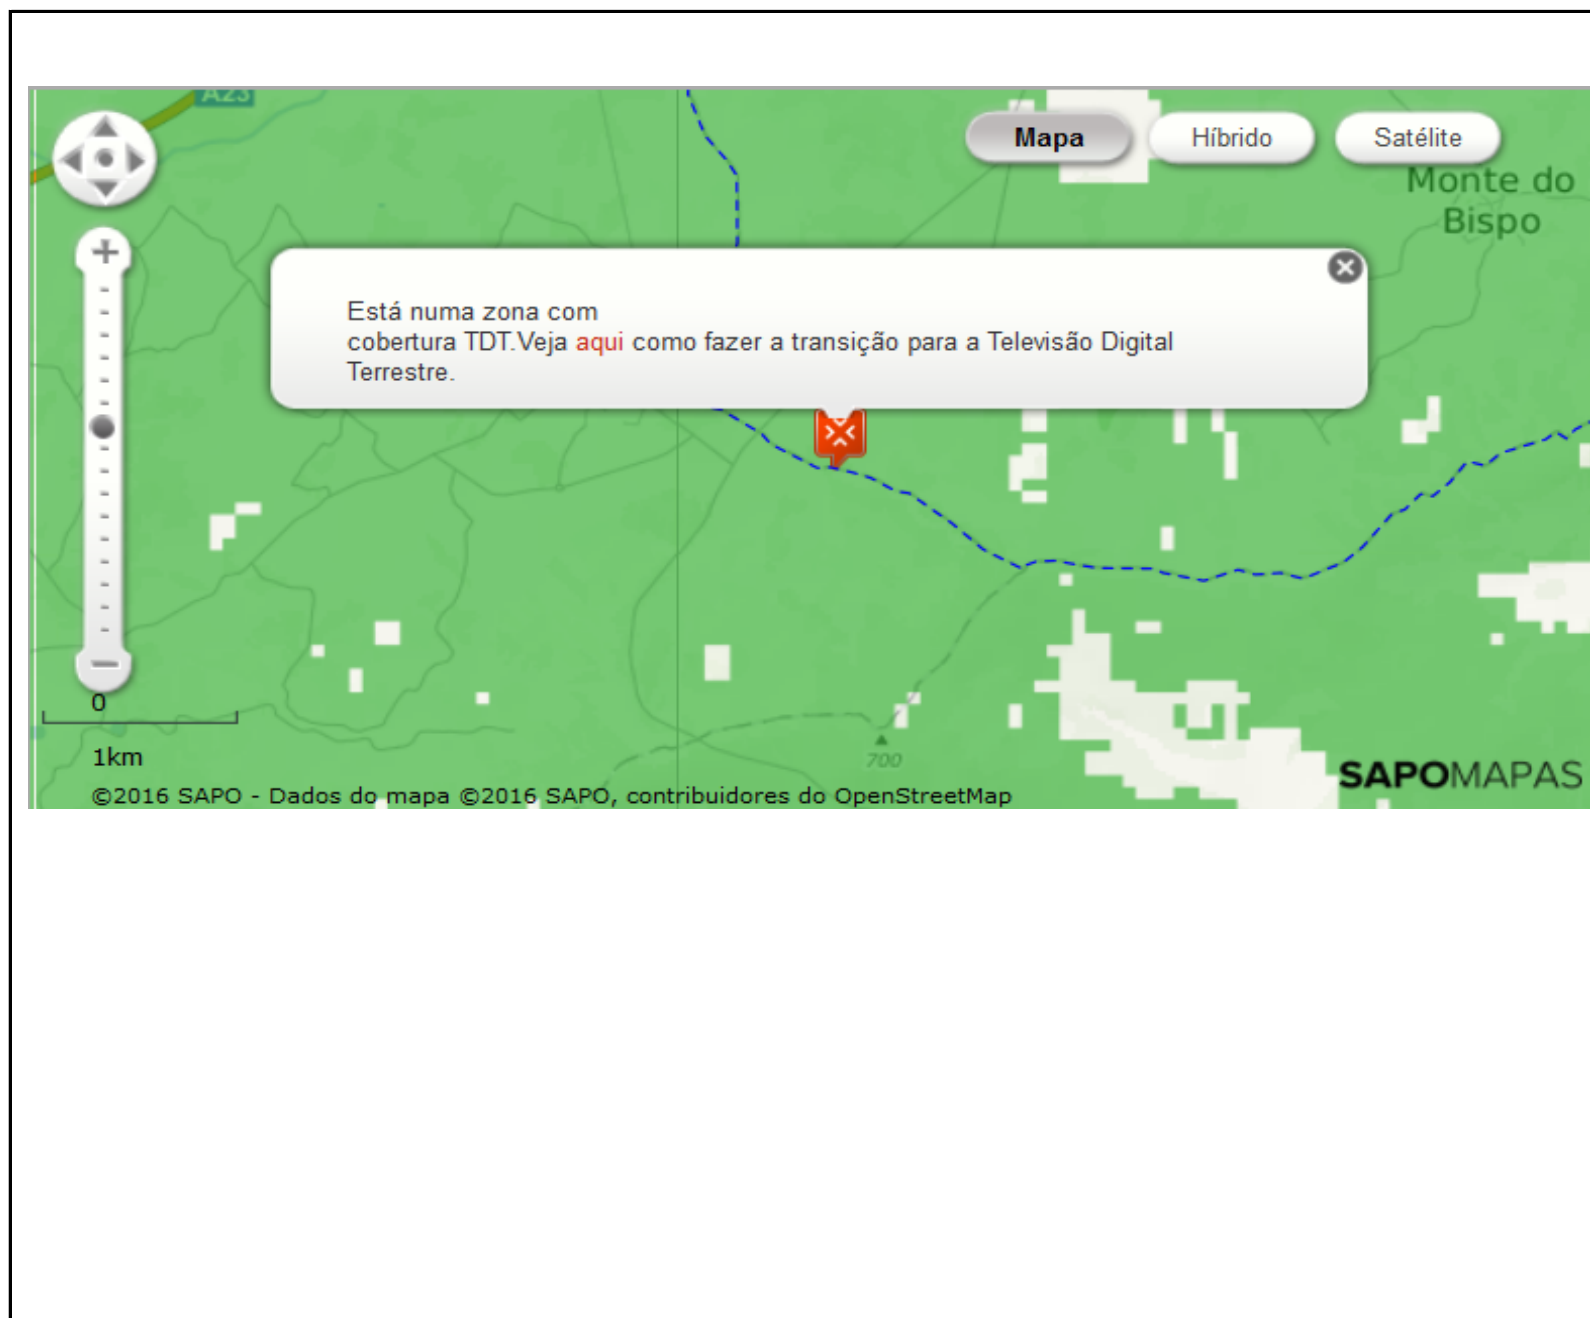 A23
Mapa
Híbrido
Satélite
Monte do
Bispo
Está numa zona com
cobertura TDT.Veja aqui como fazer a transição para a Televisão Digital
Terrestre.
0
1km
700
SAPOMAPAS
©2016 SAPO - Dados do mapa ©2016 SAPO, contribuidores do OpenStreetMap